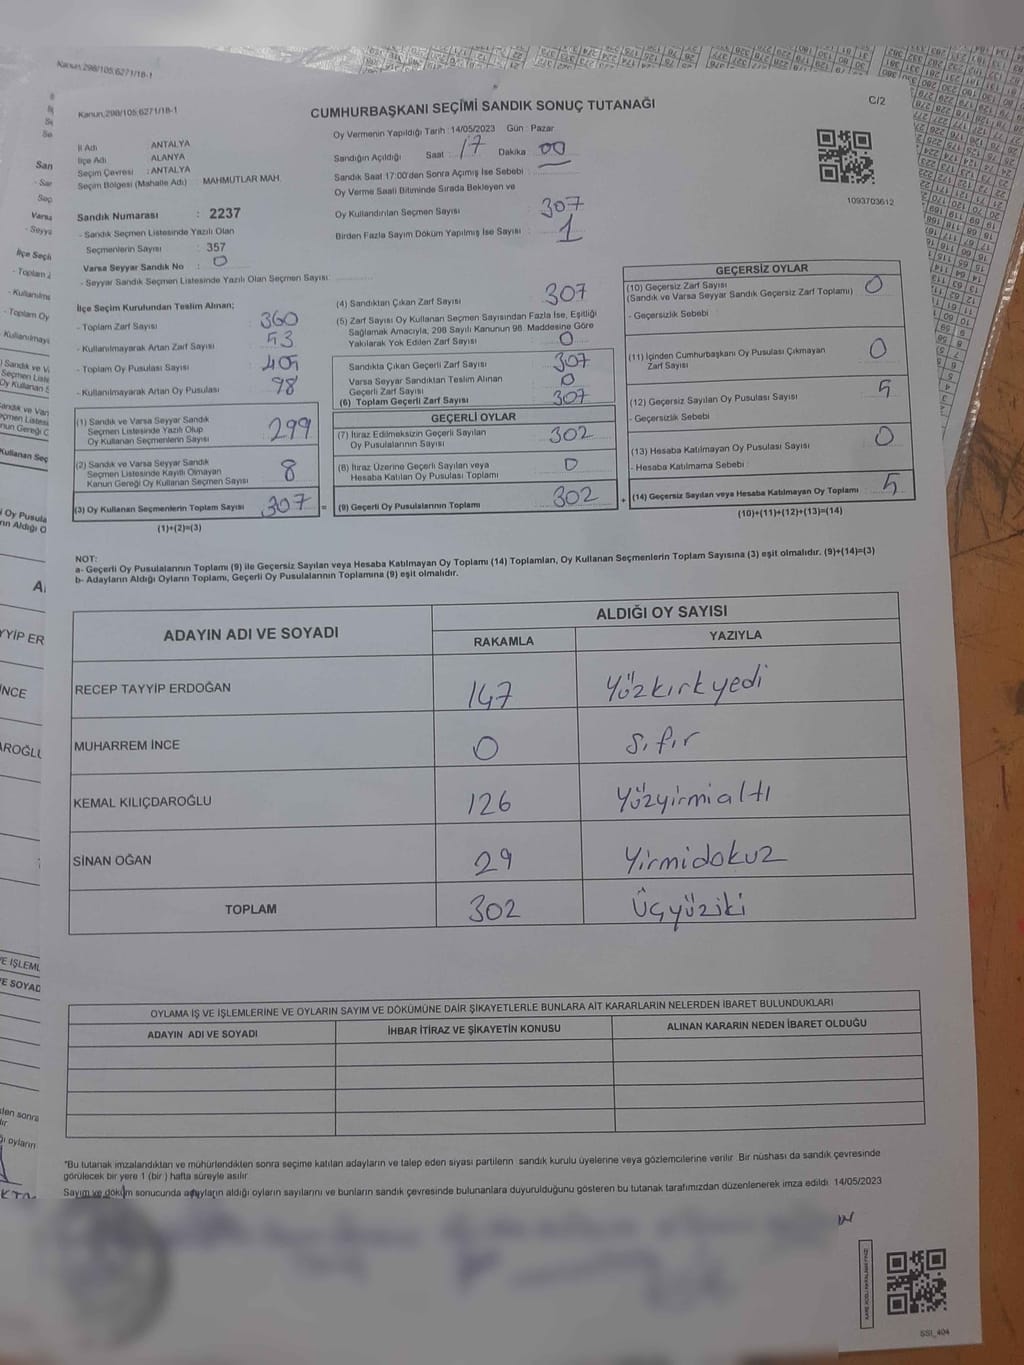 Kanun,298/105,6271/18-1
Kanun,298/105,6271/18-1
CUMHURBAŞKANI SEÇİMİ SANDIK SONUÇ TUTANAĞI
C/2
İl Adı : ANTALYA
İlçe Adı : ALANYA
Seçim Çevresi : ANTALYA
Seçim Bölgesi (Mahalle Adı) : MAHMUTLAR MAH.
Sandık Numarası : 2237
- Sandık Seçmen Listesinde Yazılı Olan
Seçmenlerin Sayısı : 357
Varsa Seyyar Sandık No : 0
- Seyyar Sandık Seçmen Listesinde Yazılı Olan Seçmen Sayısı:
Oy Vermenin Yapıldığı Tarih : 14/05/2023 Gün : Pazar
Sandığın Açıldığı Saat : 17 Dakika : 00
Sandık Saat 17:00'den Sonra Açımış İse Sebebi :
Oy Verme Saati Bitiminde Sırada Bekleyen ve
Oy Kullandırılan Seçmen Sayısı : 307
Birden Fazla Sayım Döküm Yapılmış İse Sayısı : 1
1093703612
İlçe Seçim Kurulundan Teslim Alınan;
- Toplam Zarf Sayısı : 360
- Kullanılmayarak Artan Zarf Sayısı : 53
- Toplam Oy Pusulası Sayısı : 405
- Kullanılmayarak Artan Oy Pusulası : 98
(1) Sandık ve Varsa Seyyar Sandık
Seçmen Listesinde Yazılı Olup
Oy Kullanan Seçmenlerin Sayısı : 299
(2) Sandık ve Varsa Seyyar Sandık
Seçmen Listesinde Kayıtlı Olmayan
Kanun Gereği Oy Kullanan Seçmen Sayısı : 8
(3) Oy Kullanan Seçmenlerin Toplam Sayısı : 307 =
(1)+(2)=(3)
(4) Sandıktan Çıkan Zarf Sayısı : 307
(5) Zarf Sayısı Oy Kullanan Seçmen Sayısından Fazla İse, Eşitliği
Sağlamak Amacıyla, 298 Sayılı Kanunun 98. Maddesine Göre
Yakılarak Yok Edilen Zarf Sayısı : 0
Sandıkta Çıkan Geçerli Zarf Sayısı : 307
Varsa Seyyar Sandıktan Teslim Alınan
Geçerli Zarf Sayısı : 0
(6) Toplam Geçerli Zarf Sayısı : 307
GEÇERLİ OYLAR
(7) İtiraz Edilmeksizin Geçerli Sayılan
Oy Pusulalarının Sayısı : 302
(8) İtiraz Üzerine Geçerli Sayılan veya
Hesaba Katılan Oy Pusulası Toplamı : 0
(9) Geçerli Oy Pusulalarının Toplamı : 302 +
GEÇERSİZ OYLAR
(10) Geçersiz Zarf Sayısı : 0
(Sandık ve Varsa Seyyar Sandık Geçersiz Zarf Toplamı)
- Geçersizlik Sebebi :
(11) İçinden Cumhurbaşkanı Oy Pusulası Çıkmayan
Zarf Sayısı : 0
(12) Geçersiz Sayılan Oy Pusulası Sayısı : 5
- Geçersizlik Sebebi :
(13) Hesaba Katılmayan Oy Pusulası Sayısı : 0
- Hesaba Katılmama Sebebi :
(14) Geçersiz Sayılan veya Hesaba Katılmayan Oy Toplamı : 5
(10)+(11)+(12)+(13)=(14)
NOT:
a- Geçerli Oy Pusulalarının Toplamı (9) ile Geçersiz Sayılan veya Hesaba Katılmayan Oy Toplamı (14) Toplamları, Oy Kullanan Seçmenlerin Toplam Sayısına (3) eşit olmalıdır. (9)+(14)=(3)
b- Adayların Aldığı Oyların Toplamı, Geçerli Oy Pusulalarının Toplamına (9) eşit olmalıdır.
ADAYIN ADI VE SOYADI ALDIĞI OY SAYISI
RAKAMLA YAZIYLA
RECEP TAYYİP ERDOĞAN 147 Yüzkırkyedi
MUHARREM İNCE 0 Sıfır
KEMAL KILIÇDAROĞLU 126 Yüzyirmialtı
SİNAN OĞAN 29 Yirmidokuz
TOPLAM 302 Üçyüziki
OYLAMA İŞ VE İŞLEMLERİNE VE OYLARIN SAYIM VE DÖKÜMÜNE DAİR ŞİKAYETLERLE BUNLARA AİT KARARLARIN NELERDEN İBARET BULUNDUKLARI
ADAYIN ADI VE SOYADI İHBAR İTİRAZ VE ŞİKAYETİN KONUSU ALINAN KARARIN NEDEN İBARET OLDUĞU
*Bu tutanak imzalandıktan ve mühürlendikten sonra seçime katılan adayların ve talep eden siyasi partilerin sandık kurulu üyelerine veya gözlemcilerine verilir. Bir nüshası da sandık çevresinde
görülecek bir yere 1 (bir ) hafta süreyle asılır.
Sayım ve döküm sonucunda adayların aldığı oyların sayılarını ve bunların sandık çevresinde bulunanlara duyurulduğunu gösteren bu tutanak tarafımızdan düzenlenerek imza edildi. 14/05/2023
SSI_404